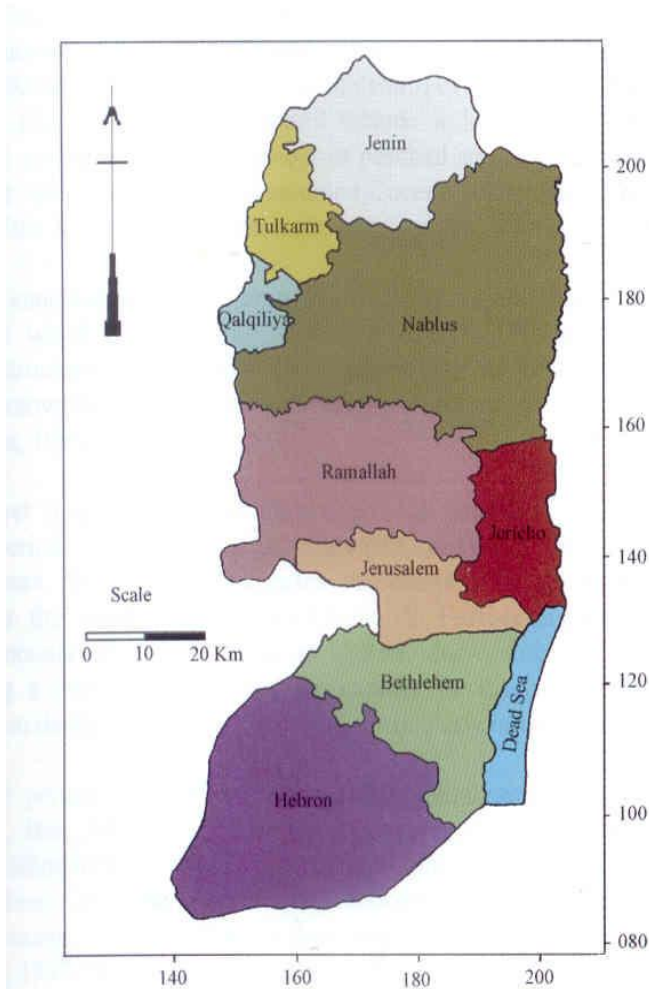 Jenin
200
Tulkarm
180
Qalqiliya
Nablus
160
Ramallah
Jericho
140
Jerusalem
Scale
0 10 20 Km
120
Bethlehem
Dead Sea
Hebron
100
080
140 160 180 200